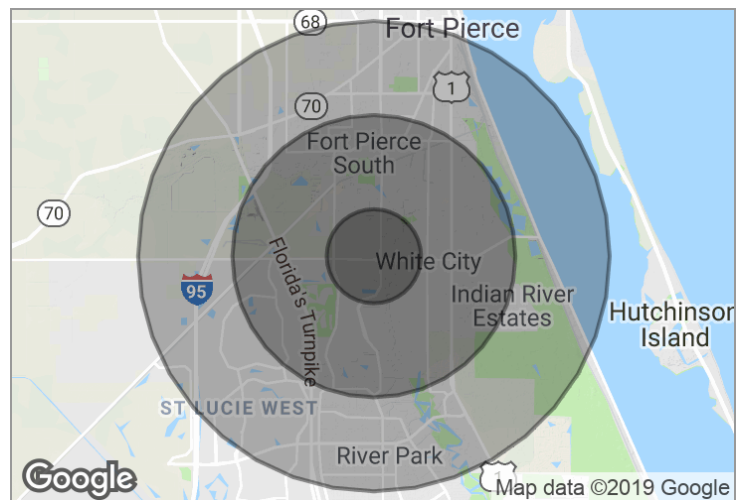 68
Fort Pierce
1
70
Fort Pierce
South
70
White City
Florida's Turnpike
95
Indian River
Estates
Hutchinson
Island
ST LUCIE WEST
River Park
1
Google
Map data ©2019 Google